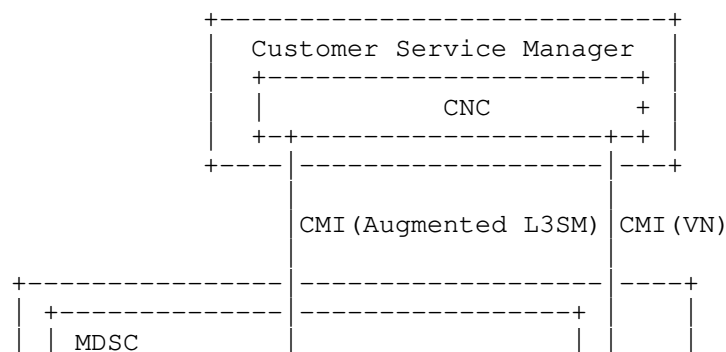 Customer Service Manager
CNC
CMI(Augmented L3SM) CMI(VN)
MDSC